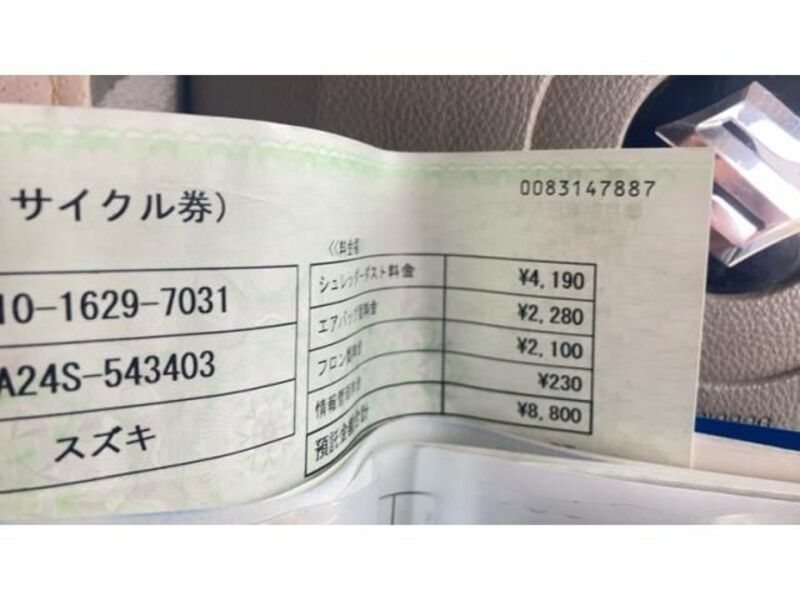 0083147887
サイクル券)
10-1629-7031
A24S-543403
スズキ
シュレッダーダスト料金 ¥4,190
エアバッグ類料金 ¥2,280
フロン類料金 ¥2,100
情報管理料金 ¥230
預託金額合計 ¥8,800